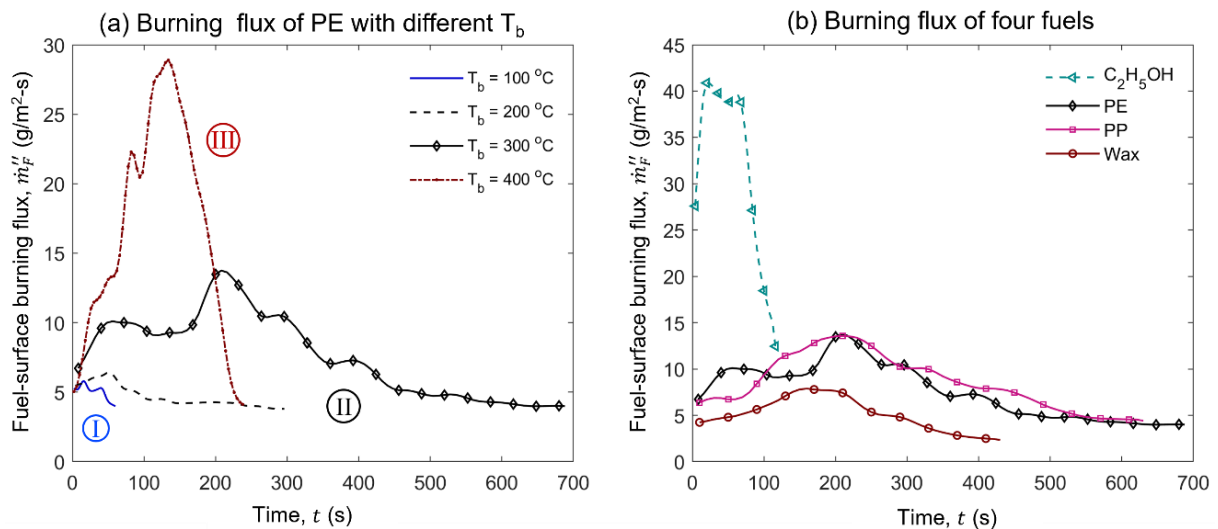 (a) Burning flux of PE with different T_b
30
25
20
15
10
5
0
Fuel-surface burning flux, ṁ″_F (g/m²-s)
T_b = 100 °C
T_b = 200 °C
T_b = 300 °C
T_b = 400 °C
III
II
I
0 100 200 300 400 500 600 700
Time, t (s)
(b) Burning flux of four fuels
45
40
35
30
25
20
15
10
5
0
Fuel-surface burning flux, ṁ″_F (g/m²-s)
C₂H₅OH
PE
PP
Wax
0 100 200 300 400 500 600 700
Time, t (s)